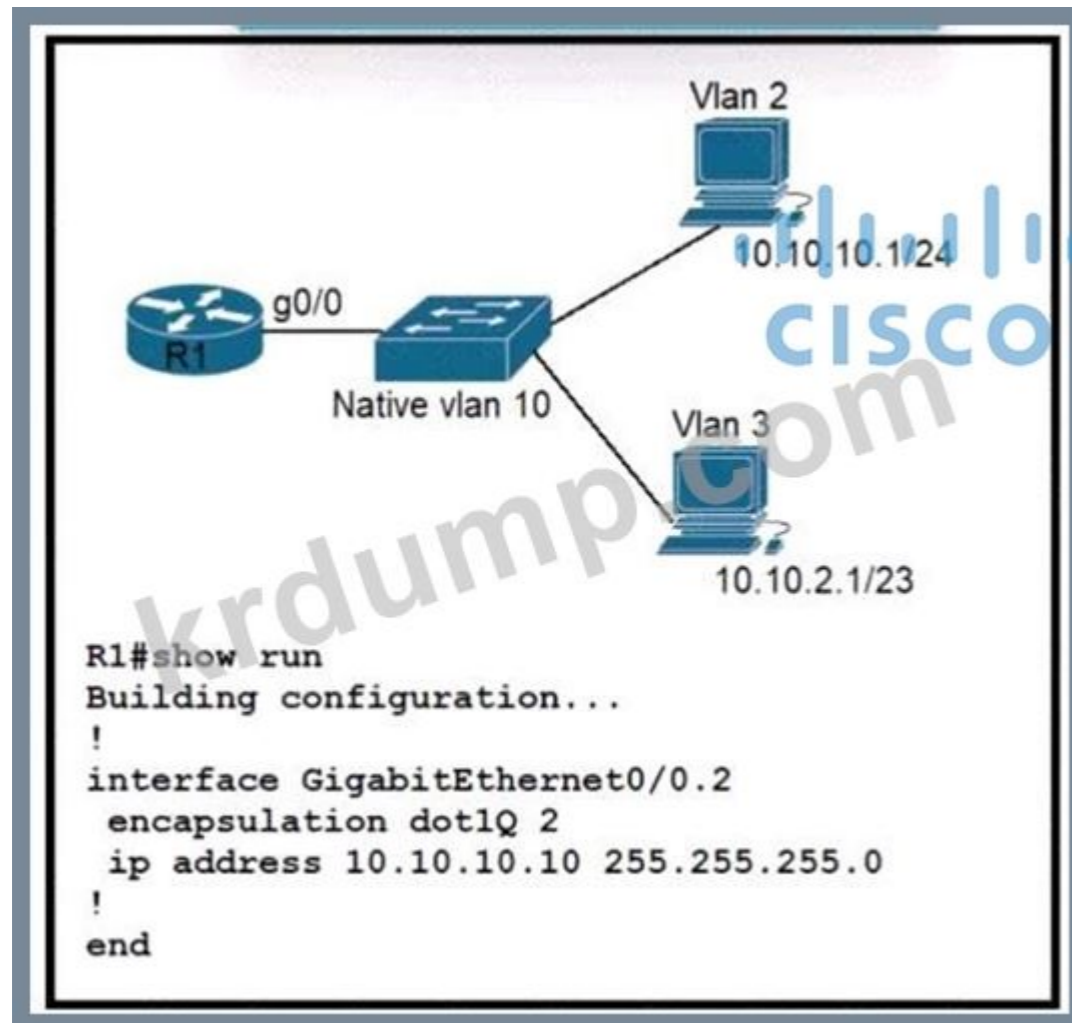 Vlan 2
10.10.10.1/24
CISCO
g0/0
R1
Native vlan 10
Vlan 3
10.10.2.1/23
krdump.com
R1#show run
Building configuration...
!
interface GigabitEthernet0/0.2
encapsulation dot1Q 2
ip address 10.10.10.10 255.255.255.0
!
end